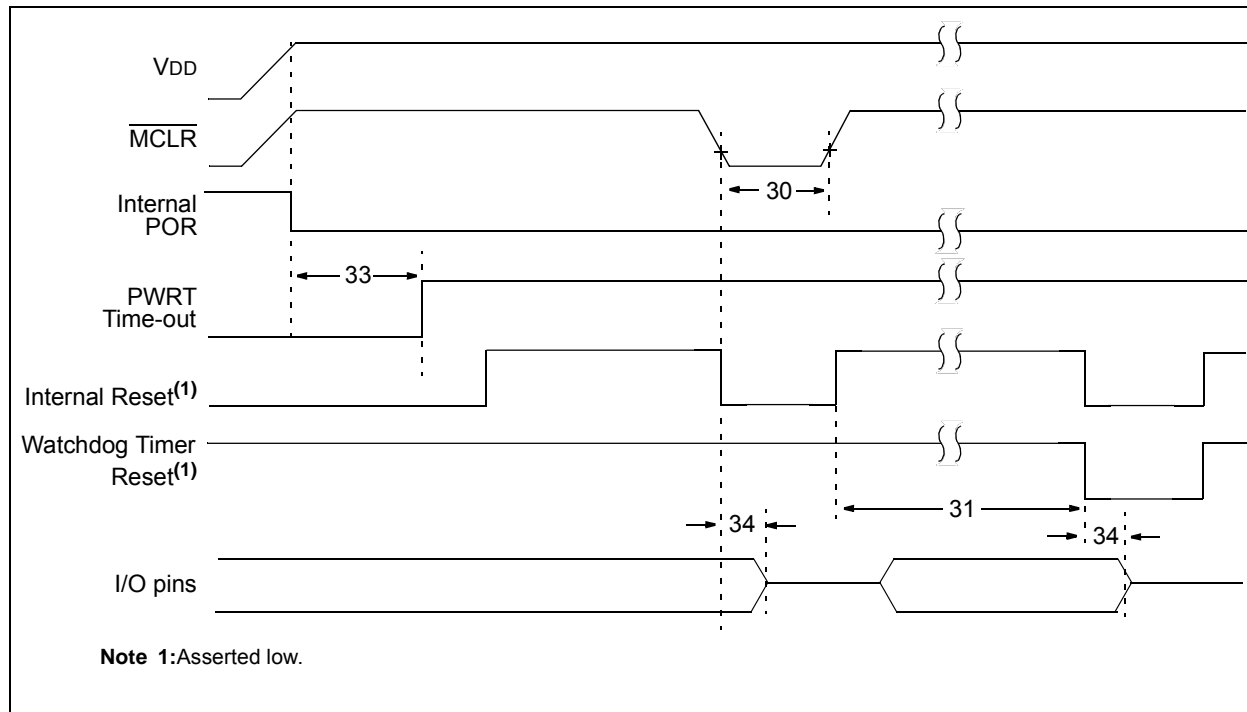 VDD
MCLR
30
Internal
POR
33
PWRT
Time-out
Internal Reset(1)
Watchdog Timer
Reset(1)
31
34
34
I/O pins
Note 1:Asserted low.